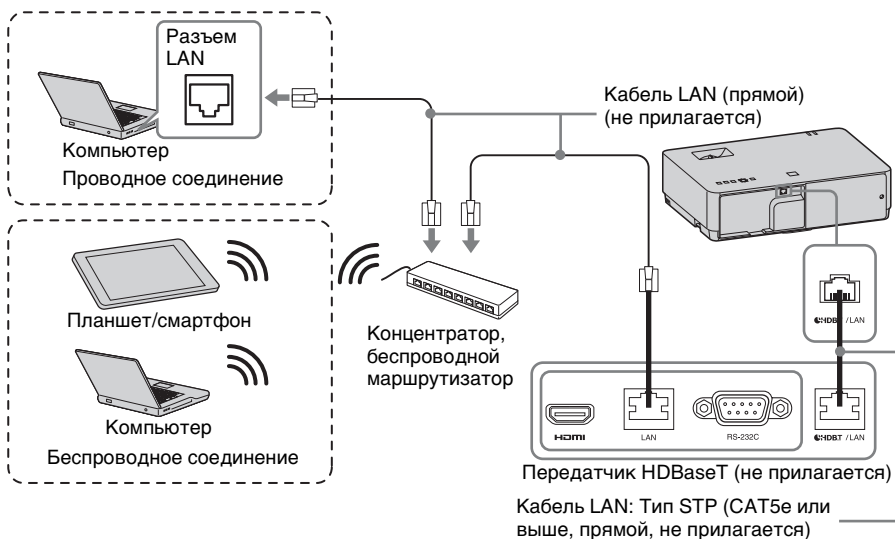 Разъем
LAN
Компьютер
Проводное соединение
Кабель LAN (прямой)
(не прилагается)
Планшет/смартфон
Компьютер
Беспроводное соединение
Концентратор,
беспроводной
маршрутизатор
HDBT / LAN
HDMI
LAN
RS-232C
HDBT / LAN
Передатчик HDBaseT (не прилагается)
Кабель LAN: Тип STP (CAT5e или
выше, прямой, не прилагается)